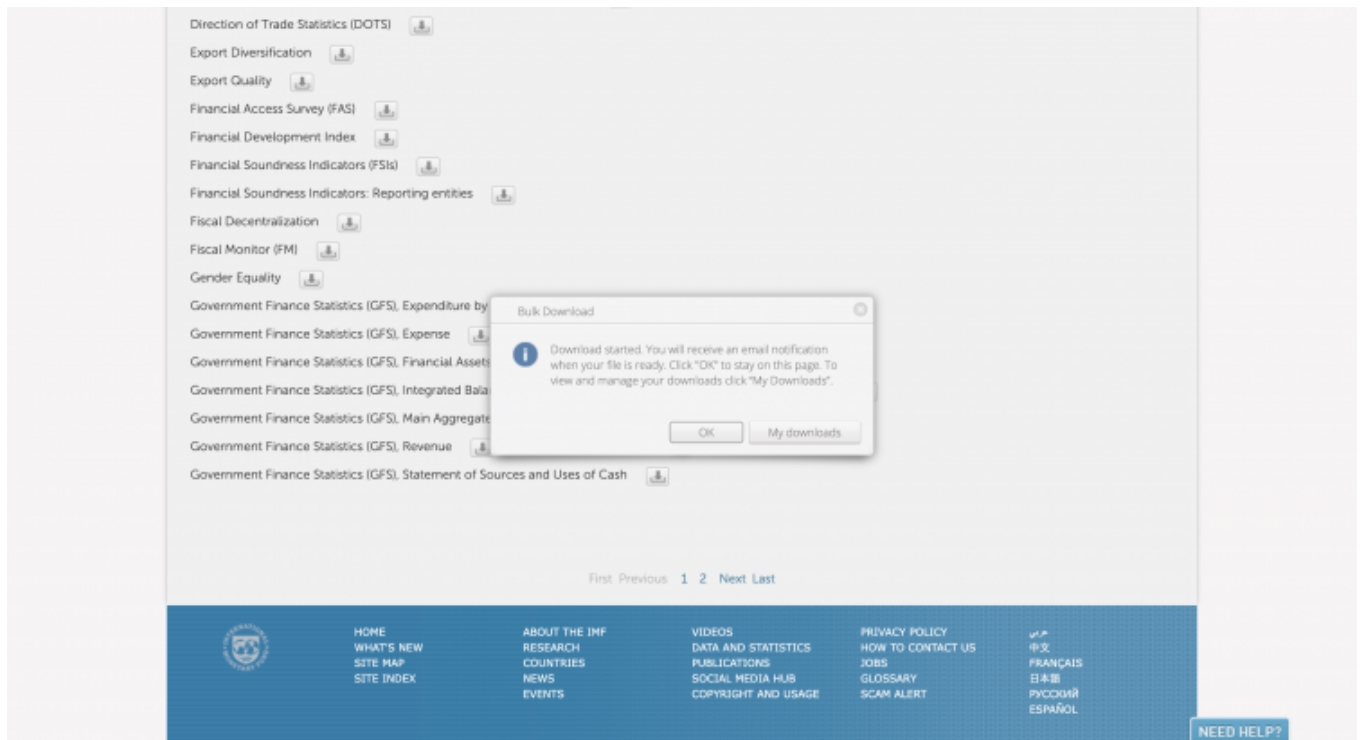 Direction of Trade Statistics (DOTS)
Export Diversification
Export Quality
Financial Access Survey (FAS)
Financial Development Index
Financial Soundness Indicators (FSIs)
Financial Soundness Indicators: Reporting entities
Fiscal Decentralization
Fiscal Monitor (FM)
Gender Equality
Government Finance Statistics (GFS), Expenditure by
Government Finance Statistics (GFS), Expense
Government Finance Statistics (GFS), Financial Assets
Government Finance Statistics (GFS), Integrated Bala
Government Finance Statistics (GFS), Main Aggregate
Government Finance Statistics (GFS), Revenue
Government Finance Statistics (GFS), Statement of Sources and Uses of Cash
Bulk Download
Download started. You will receive an email notification
when your file is ready. Click "OK" to stay on this page. To
view and manage your downloads click "My Downloads".
OK
My downloads
First Previous 1 2 Next Last
HOME
WHAT'S NEW
SITE MAP
SITE INDEX
ABOUT THE IMF
RESEARCH
COUNTRIES
NEWS
EVENTS
VIDEOS
DATA AND STATISTICS
PUBLICATIONS
SOCIAL MEDIA HUB
COPYRIGHT AND USAGE
PRIVACY POLICY
HOW TO CONTACT US
JOBS
GLOSSARY
SCAM ALERT
عربي
中文
FRANÇAIS
日本語
РУССКИЙ
ESPAÑOL
NEED HELP?